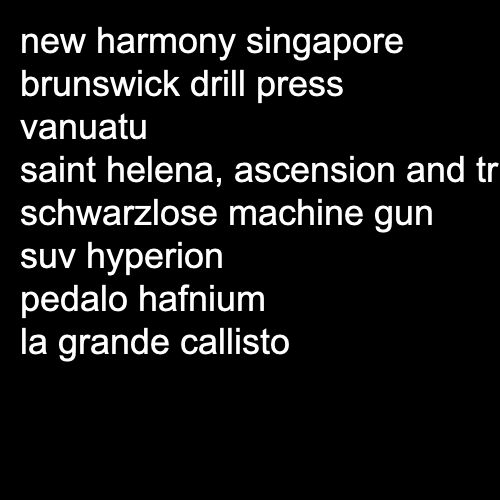 new harmony singapore
brunswick drill press
vanuatu
saint helena, ascension and tr
schwarzlose machine gun
suv hyperion
pedalo hafnium
la grande callisto